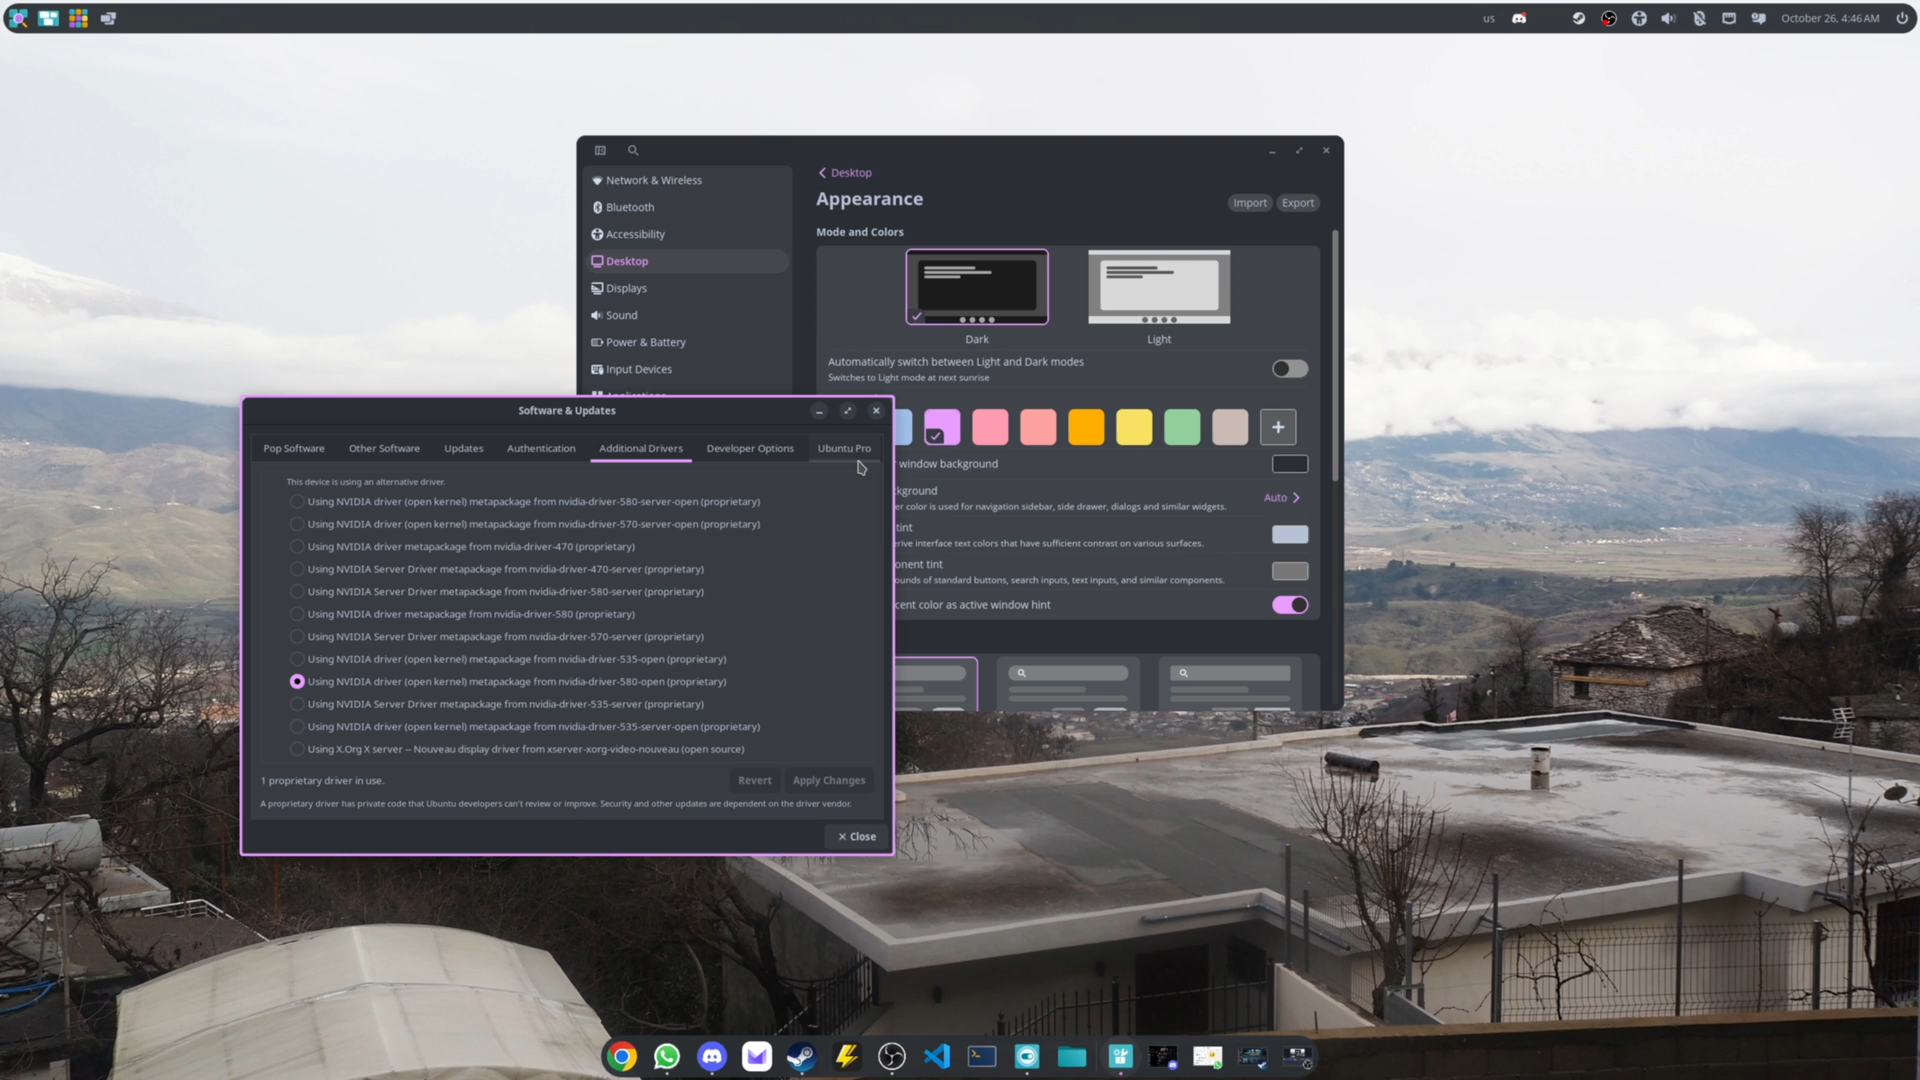 us
October 26, 4:46 AM
Network & Wireless
Bluetooth
Accessibility
Desktop
Displays
Sound
Power & Battery
Input Devices
Desktop
Appearance
Import
Export
Mode and Colors
Dark
Light
Automatically switch between Light and Dark modes
Switches to Light mode at next sunrise
window background
kground
Auto
er color is used for navigation sidebar, side drawer, dialogs and similar widgets.
tint
erive interface text colors that have sufficient contrast on various surfaces.
onent tint
ounds of standard buttons, search inputs, text inputs, and similar components.
cent color as active window hint
Software & Updates
Pop Software
Other Software
Updates
Authentication
Additional Drivers
Developer Options
Ubuntu Pro
This device is using an alternative driver.
Using NVIDIA driver (open kernel) metapackage from nvidia-driver-580-server-open (proprietary)
Using NVIDIA driver (open kernel) metapackage from nvidia-driver-570-server-open (proprietary)
Using NVIDIA driver metapackage from nvidia-driver-470 (proprietary)
Using NVIDIA Server Driver metapackage from nvidia-driver-470-server (proprietary)
Using NVIDIA Server Driver metapackage from nvidia-driver-580-server (proprietary)
Using NVIDIA driver metapackage from nvidia-driver-580 (proprietary)
Using NVIDIA Server Driver metapackage from nvidia-driver-570-server (proprietary)
Using NVIDIA driver (open kernel) metapackage from nvidia-driver-535-open (proprietary)
Using NVIDIA driver (open kernel) metapackage from nvidia-driver-580-open (proprietary)
Using NVIDIA Server Driver metapackage from nvidia-driver-535-server (proprietary)
Using NVIDIA driver (open kernel) metapackage from nvidia-driver-535-server-open (proprietary)
Using X.Org X server -- Nouveau display driver from xserver-xorg-video-nouveau (open source)
1 proprietary driver in use.
Revert
Apply Changes
A proprietary driver has private code that Ubuntu developers can't review or improve. Security and other updates are dependent on the driver vendor.
Close